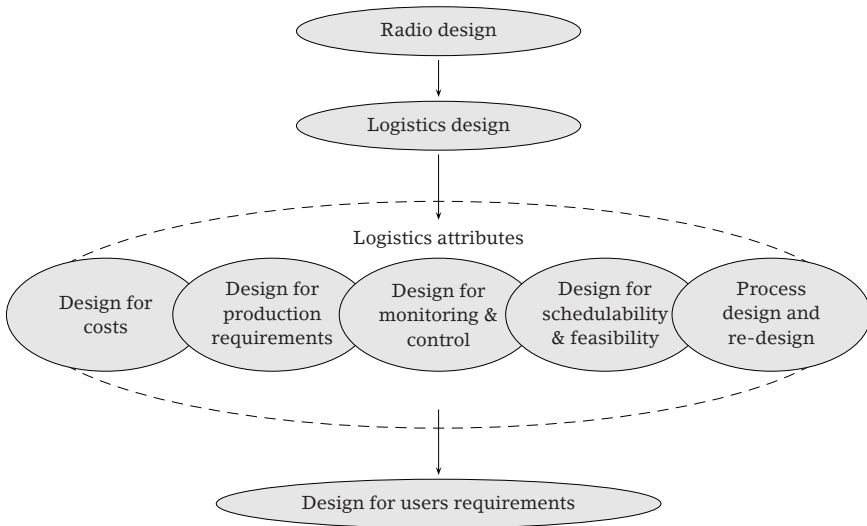 Radio design
Logistics design
Logistics attributes
Design for
costs
Design for
production
requirements
Design for
monitoring &
control
Design for
schedulability
& feasibility
Process
design and
re-design
Design for users requirements